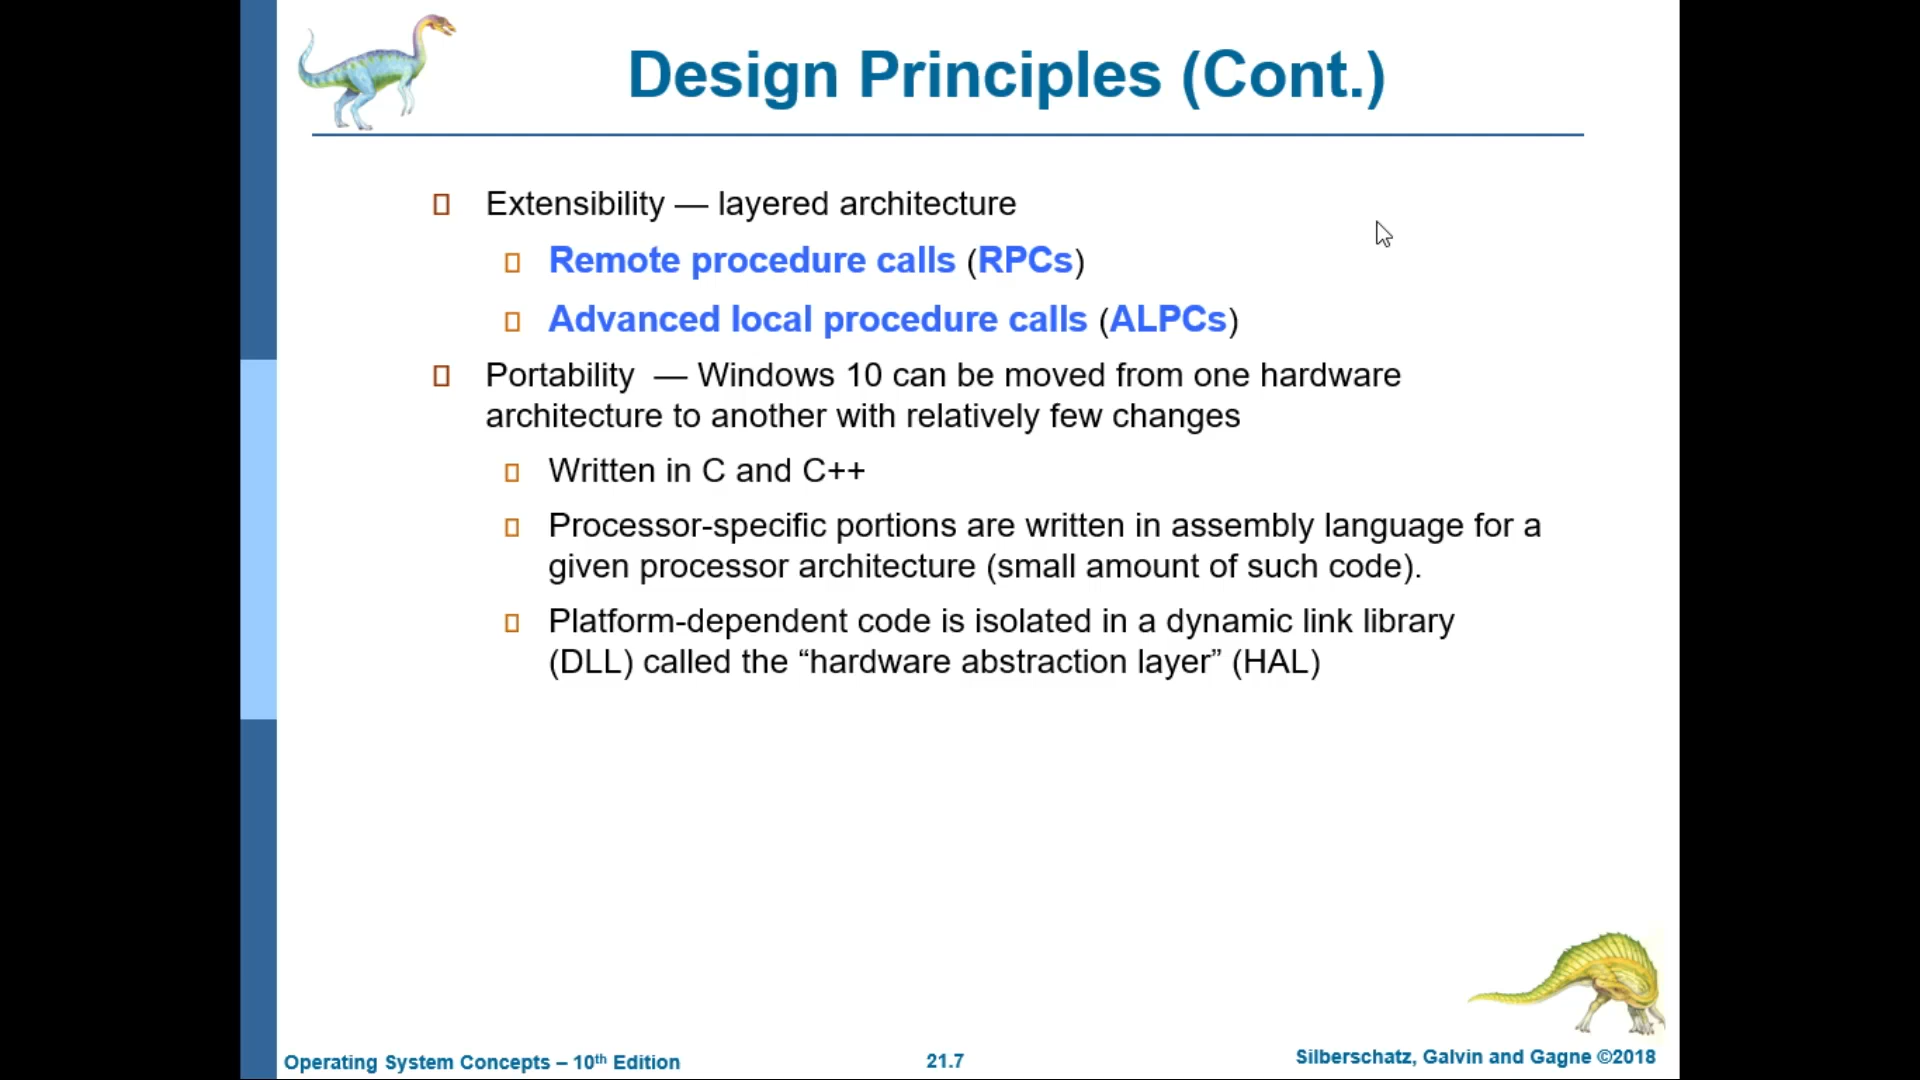 Design Principles (Cont.)
Extensibility — layered architecture
Remote procedure calls (RPCs)
Advanced local procedure calls (ALPCs)
Portability — Windows 10 can be moved from one hardware
architecture to another with relatively few changes
Written in C and C++
Processor-specific portions are written in assembly language for a
given processor architecture (small amount of such code).
Platform-dependent code is isolated in a dynamic link library
(DLL) called the “hardware abstraction layer” (HAL)
Operating System Concepts – 10th Edition
21.7
Silberschatz, Galvin and Gagne ©2018